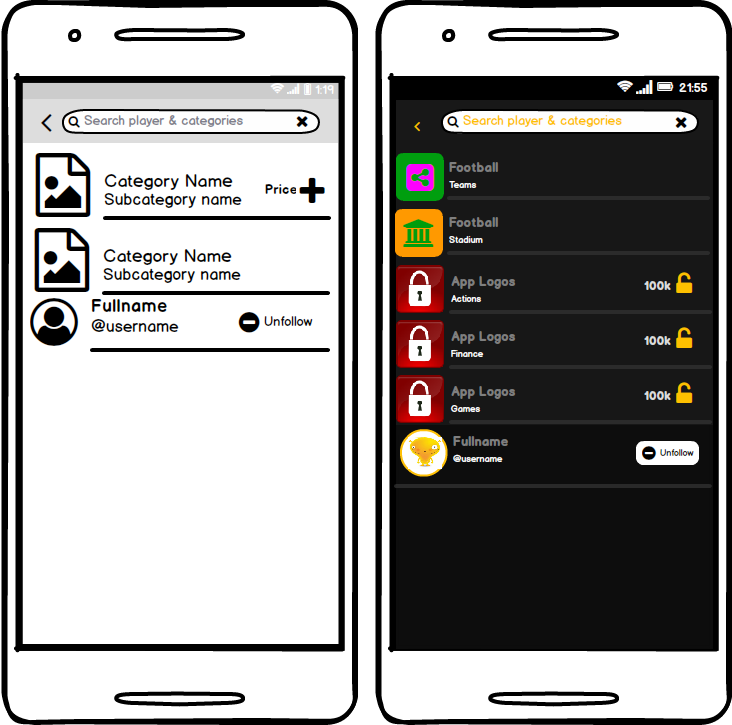 1:19
Search player & categories
Category Name
Subcategory name
Price
Category Name
Subcategory name
Fullname
@username
Unfollow
21:55
Search player & categories
Football
Teams
Football
Stadium
App Logos
Actions
100k
App Logos
Finance
100k
App Logos
Games
100k
Fullname
@username
Unfollow